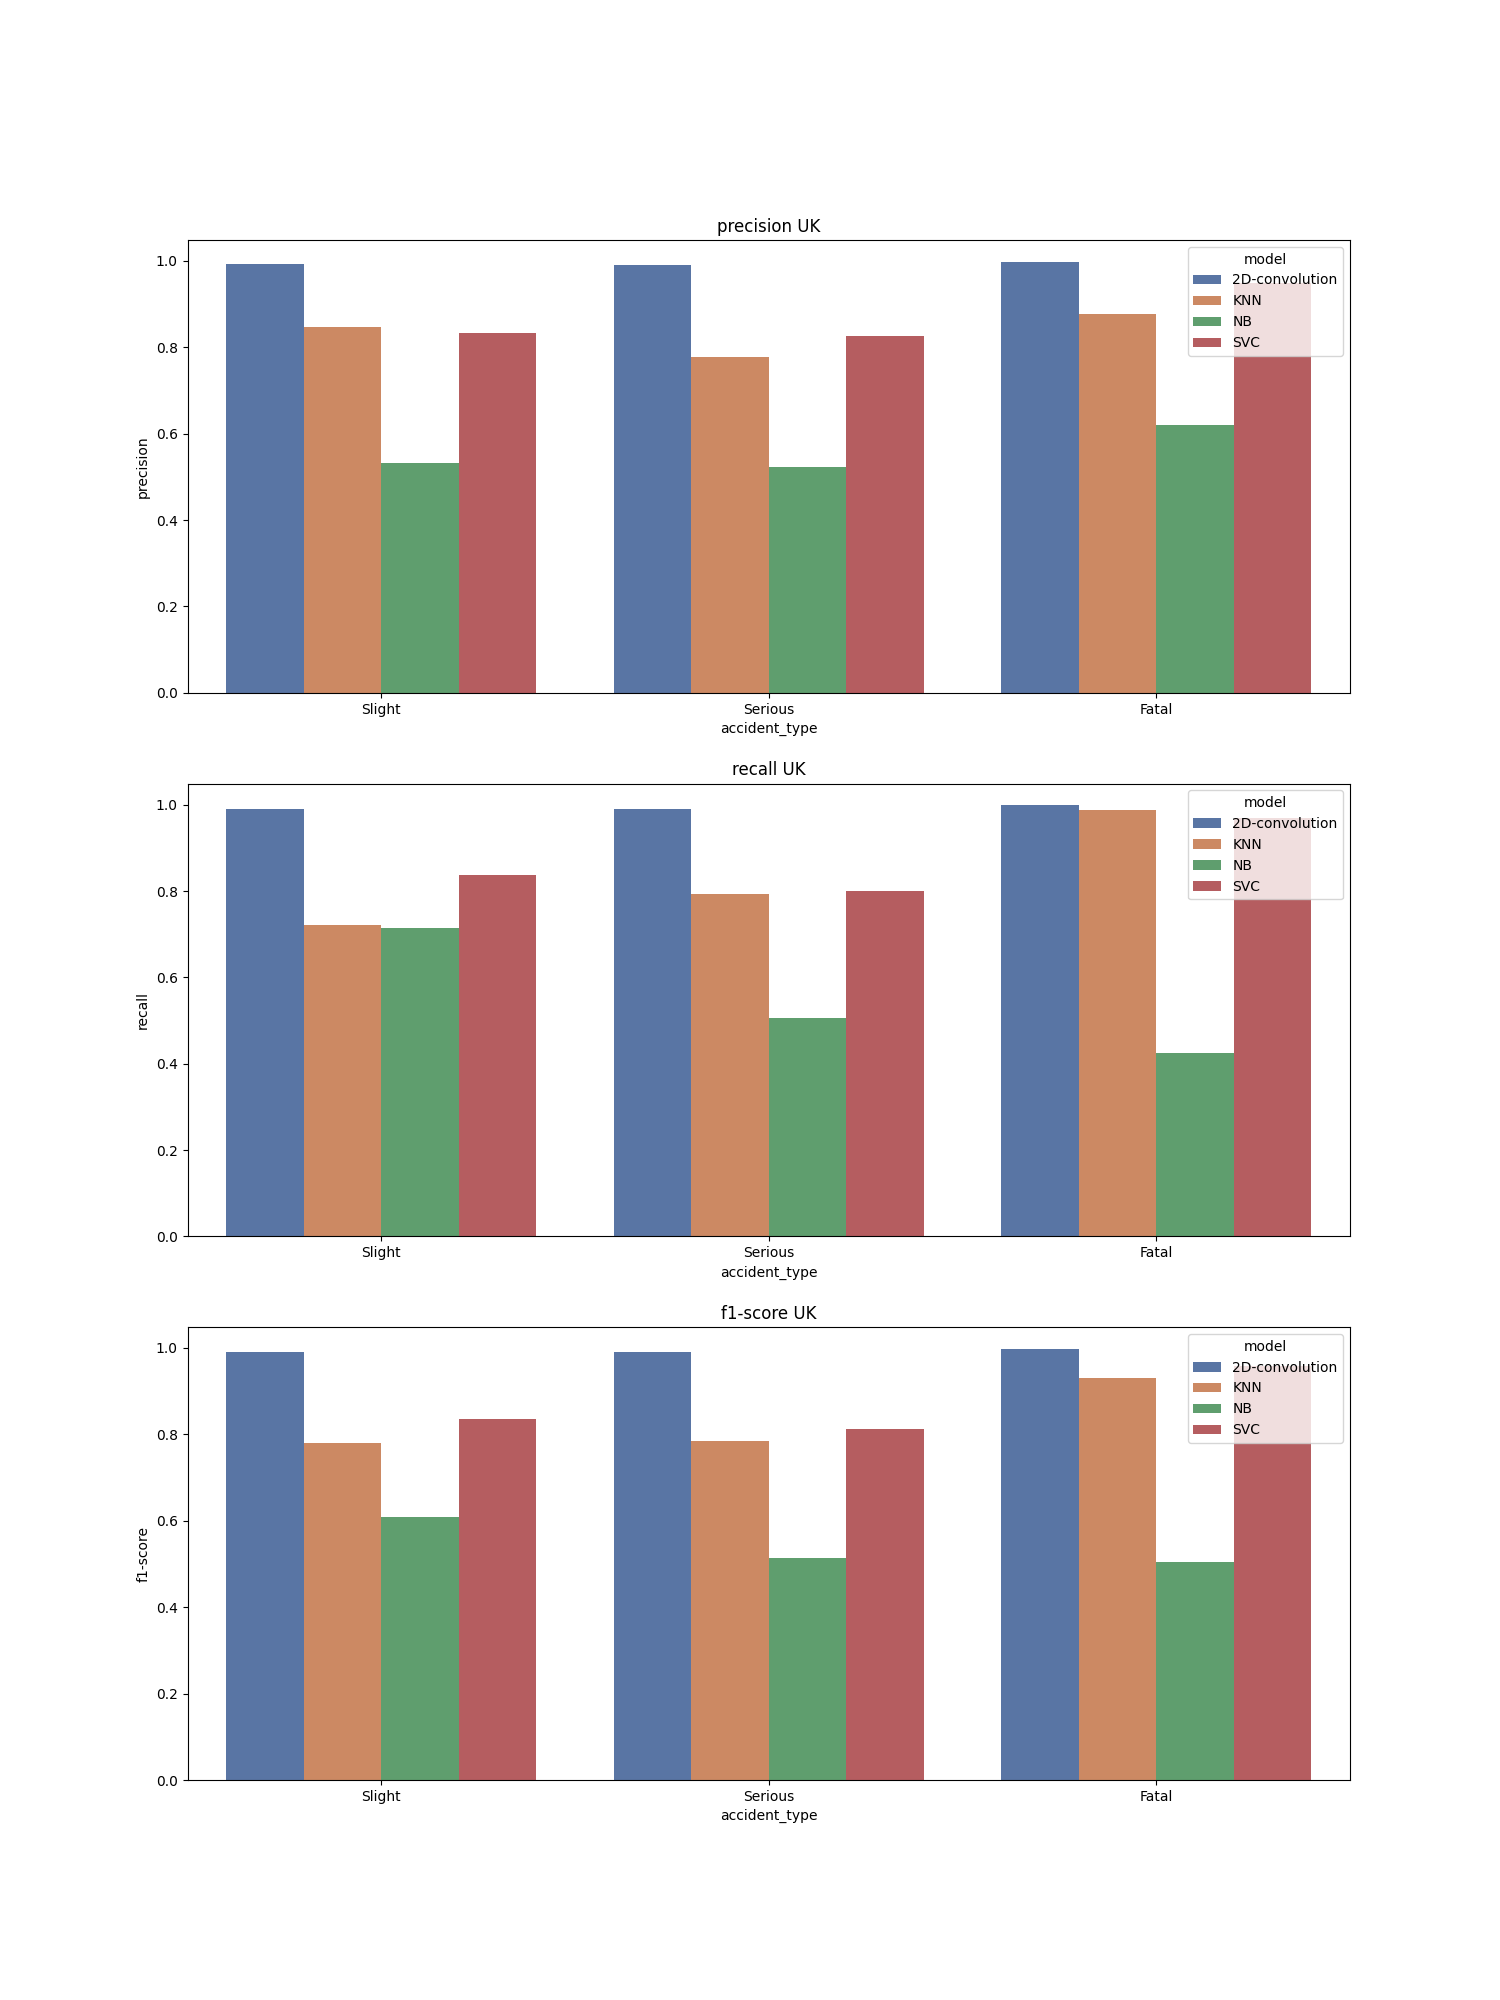 precision UK
model
2D-convolution
KNN
NB
SVC
1.0
0.8
0.6
0.4
0.2
0.0
precision
Slight Serious Fatal
accident_type
recall UK
model
2D-convolution
KNN
NB
SVC
1.0
0.8
0.6
0.4
0.2
0.0
recall
Slight Serious Fatal
accident_type
f1-score UK
model
2D-convolution
KNN
NB
SVC
1.0
0.8
0.6
0.4
0.2
0.0
f1-score
Slight Serious Fatal
accident_type